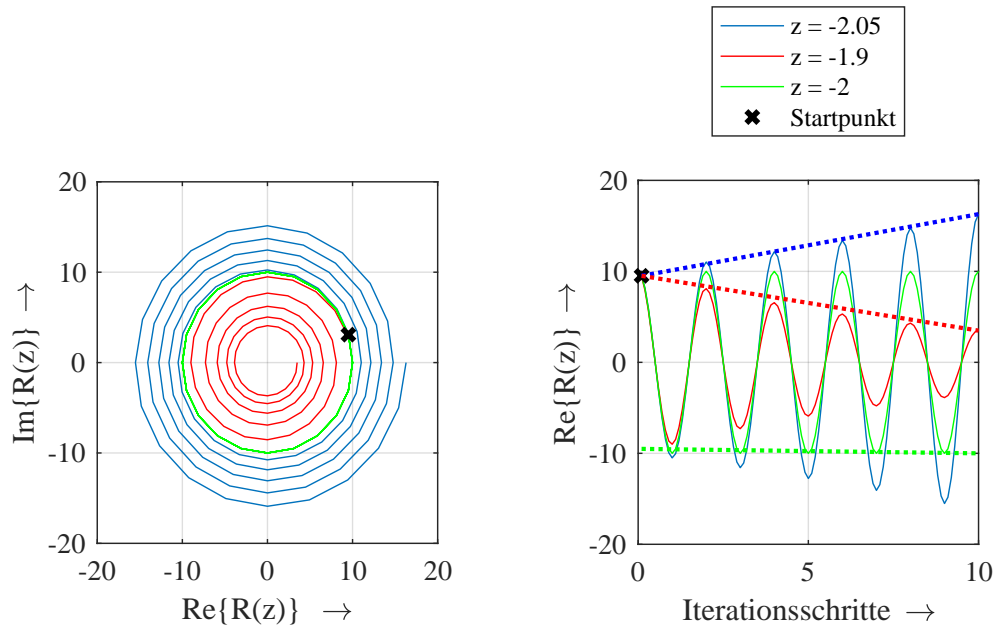 z = -2.05
z = -1.9
z = -2
Startpunkt
20
10
0
-10
-20
-20
-10
0
10
20
Im{R(z)} →
Re{R(z)} →
20
10
0
-10
-20
0
5
10
Re{R(z)} →
Iterationsschritte →